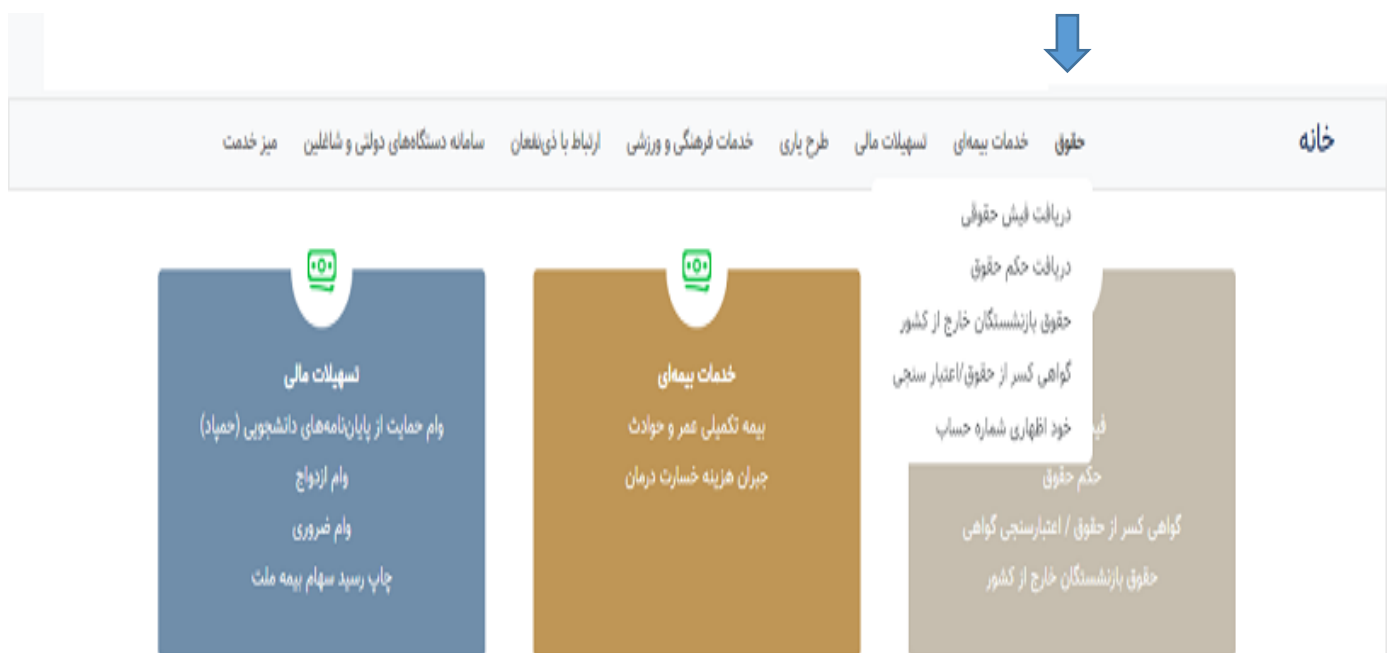 خانه
حقوق خدمات بیمه‌ای تسهیلات مالی طرح یاری خدمات فرهنگی و ورزشی ارتباط با ذی‌نفعان سامانه دستگاه‌های دولتی و شاغلین میز خدمت
دریافت فیش حقوقی
دریافت حکم حقوق
حقوق بازنشستگان خارج از کشور
گواهی کسر از حقوق/اعتبار سنجی
خود اظهاری شماره حساب
حکم حقوق
گواهی کسر از حقوق / اعتبارسنجی گواهی
حقوق بازنشستگان خارج از کشور
خدمات بیمه‌ای
بیمه تکمیلی عمر و حوادث
جبران هزینه خسارت درمان
تسهیلات مالی
وام حمایت از پایان‌نامه‌های دانشجویی (حمپاد)
وام ازدواج
وام ضروری
چاپ رسید سهام بیمه ملت